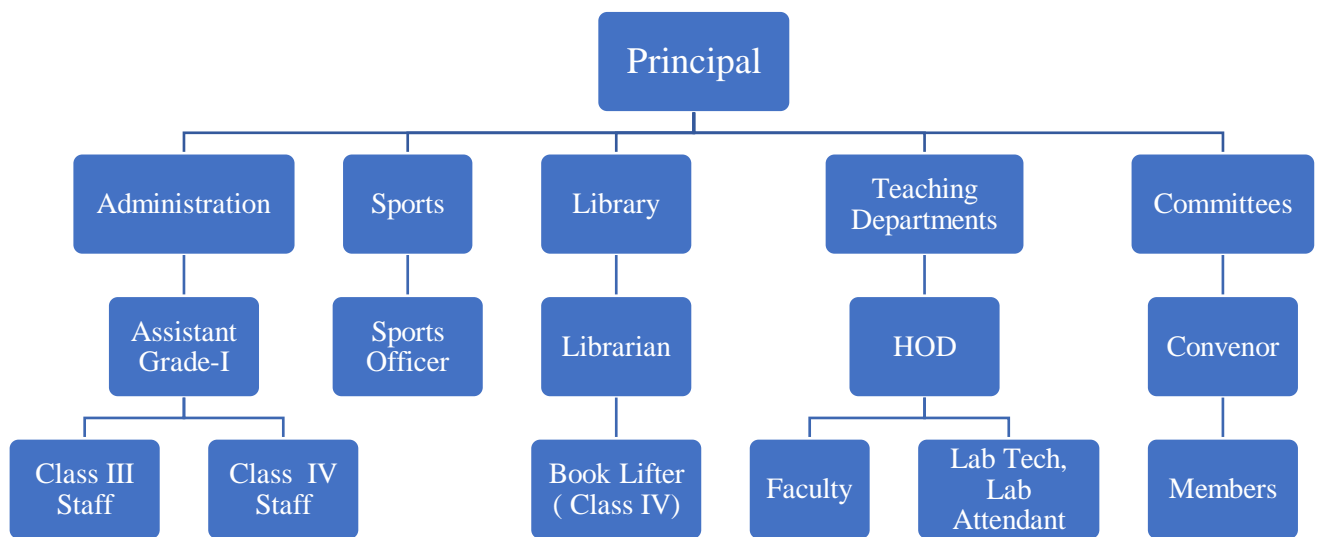 Principal
Administration
Sports
Library
Teaching
Departments
Committees
Assistant
Grade-I
Sports
Officer
Librarian
HOD
Convenor
Class III
Staff
Class IV
Staff
Book Lifter
( Class IV)
Faculty
Lab Tech,
Lab
Attendant
Members